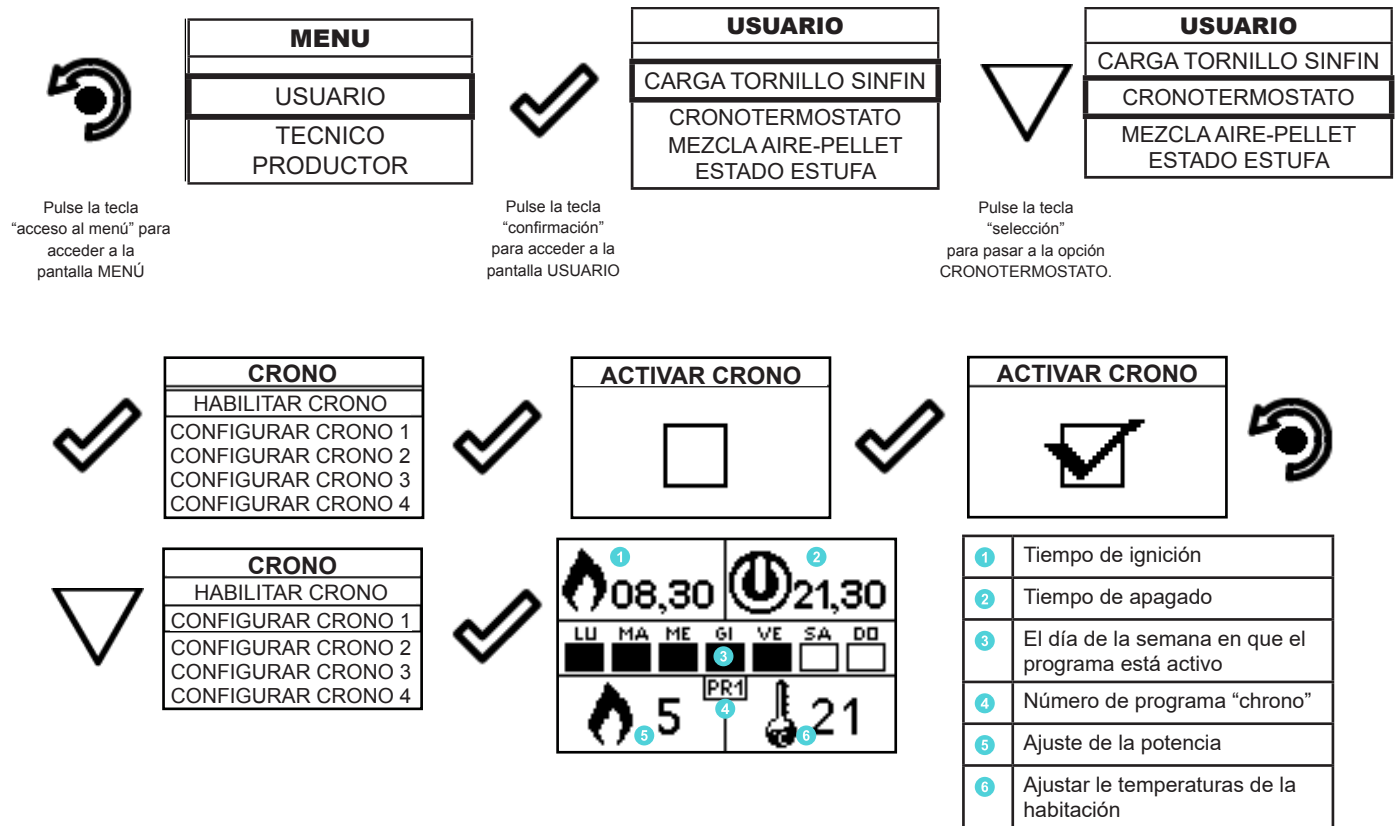 MENU
USUARIO
TECNICO
PRODUCTOR
USUARIO
CARGA TORNILLO SINFIN
CRONOTERMOSTATO
MEZCLA AIRE-PELLET
ESTADO ESTUFA
USUARIO
CARGA TORNILLO SINFIN
CRONOTERMOSTATO
MEZCLA AIRE-PELLET
ESTADO ESTUFA
Pulse la tecla
“acceso al menú” para
acceder a la
pantalla MENÚ
Pulse la tecla
“confirmación”
para acceder a la
pantalla USUARIO
Pulse la tecla
“selección”
para pasar a la opción
CRONOTERMOSTATO.
CRONO
HABILITAR CRONO
CONFIGURAR CRONO 1
CONFIGURAR CRONO 2
CONFIGURAR CRONO 3
CONFIGURAR CRONO 4
ACTIVAR CRONO
ACTIVAR CRONO
CRONO
HABILITAR CRONO
CONFIGURAR CRONO 1
CONFIGURAR CRONO 2
CONFIGURAR CRONO 3
CONFIGURAR CRONO 4
1 2
08,30 21,30
LU MA ME GI VE SA DO
3
PR1
4
5 5 6 21
1 Tiempo de ignición
2 Tiempo de apagado
3 El día de la semana en que el
programa está activo
4 Número de programa “chrono”
5 Ajuste de la potencia
6 Ajustar le temperaturas de la
habitación